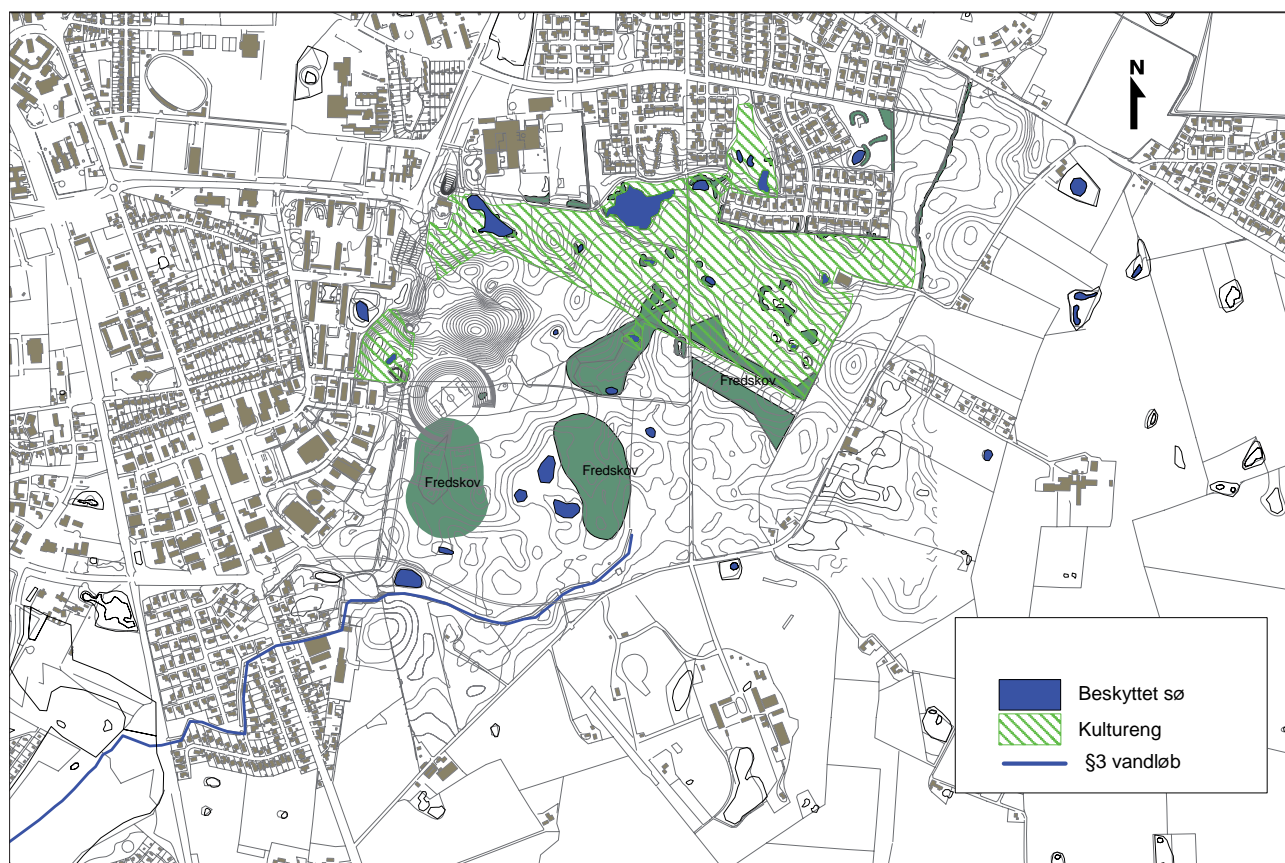 N
Fredskov
Fredskov
Fredskov
Beskyttet sø
Kultureng
§3 vandløb